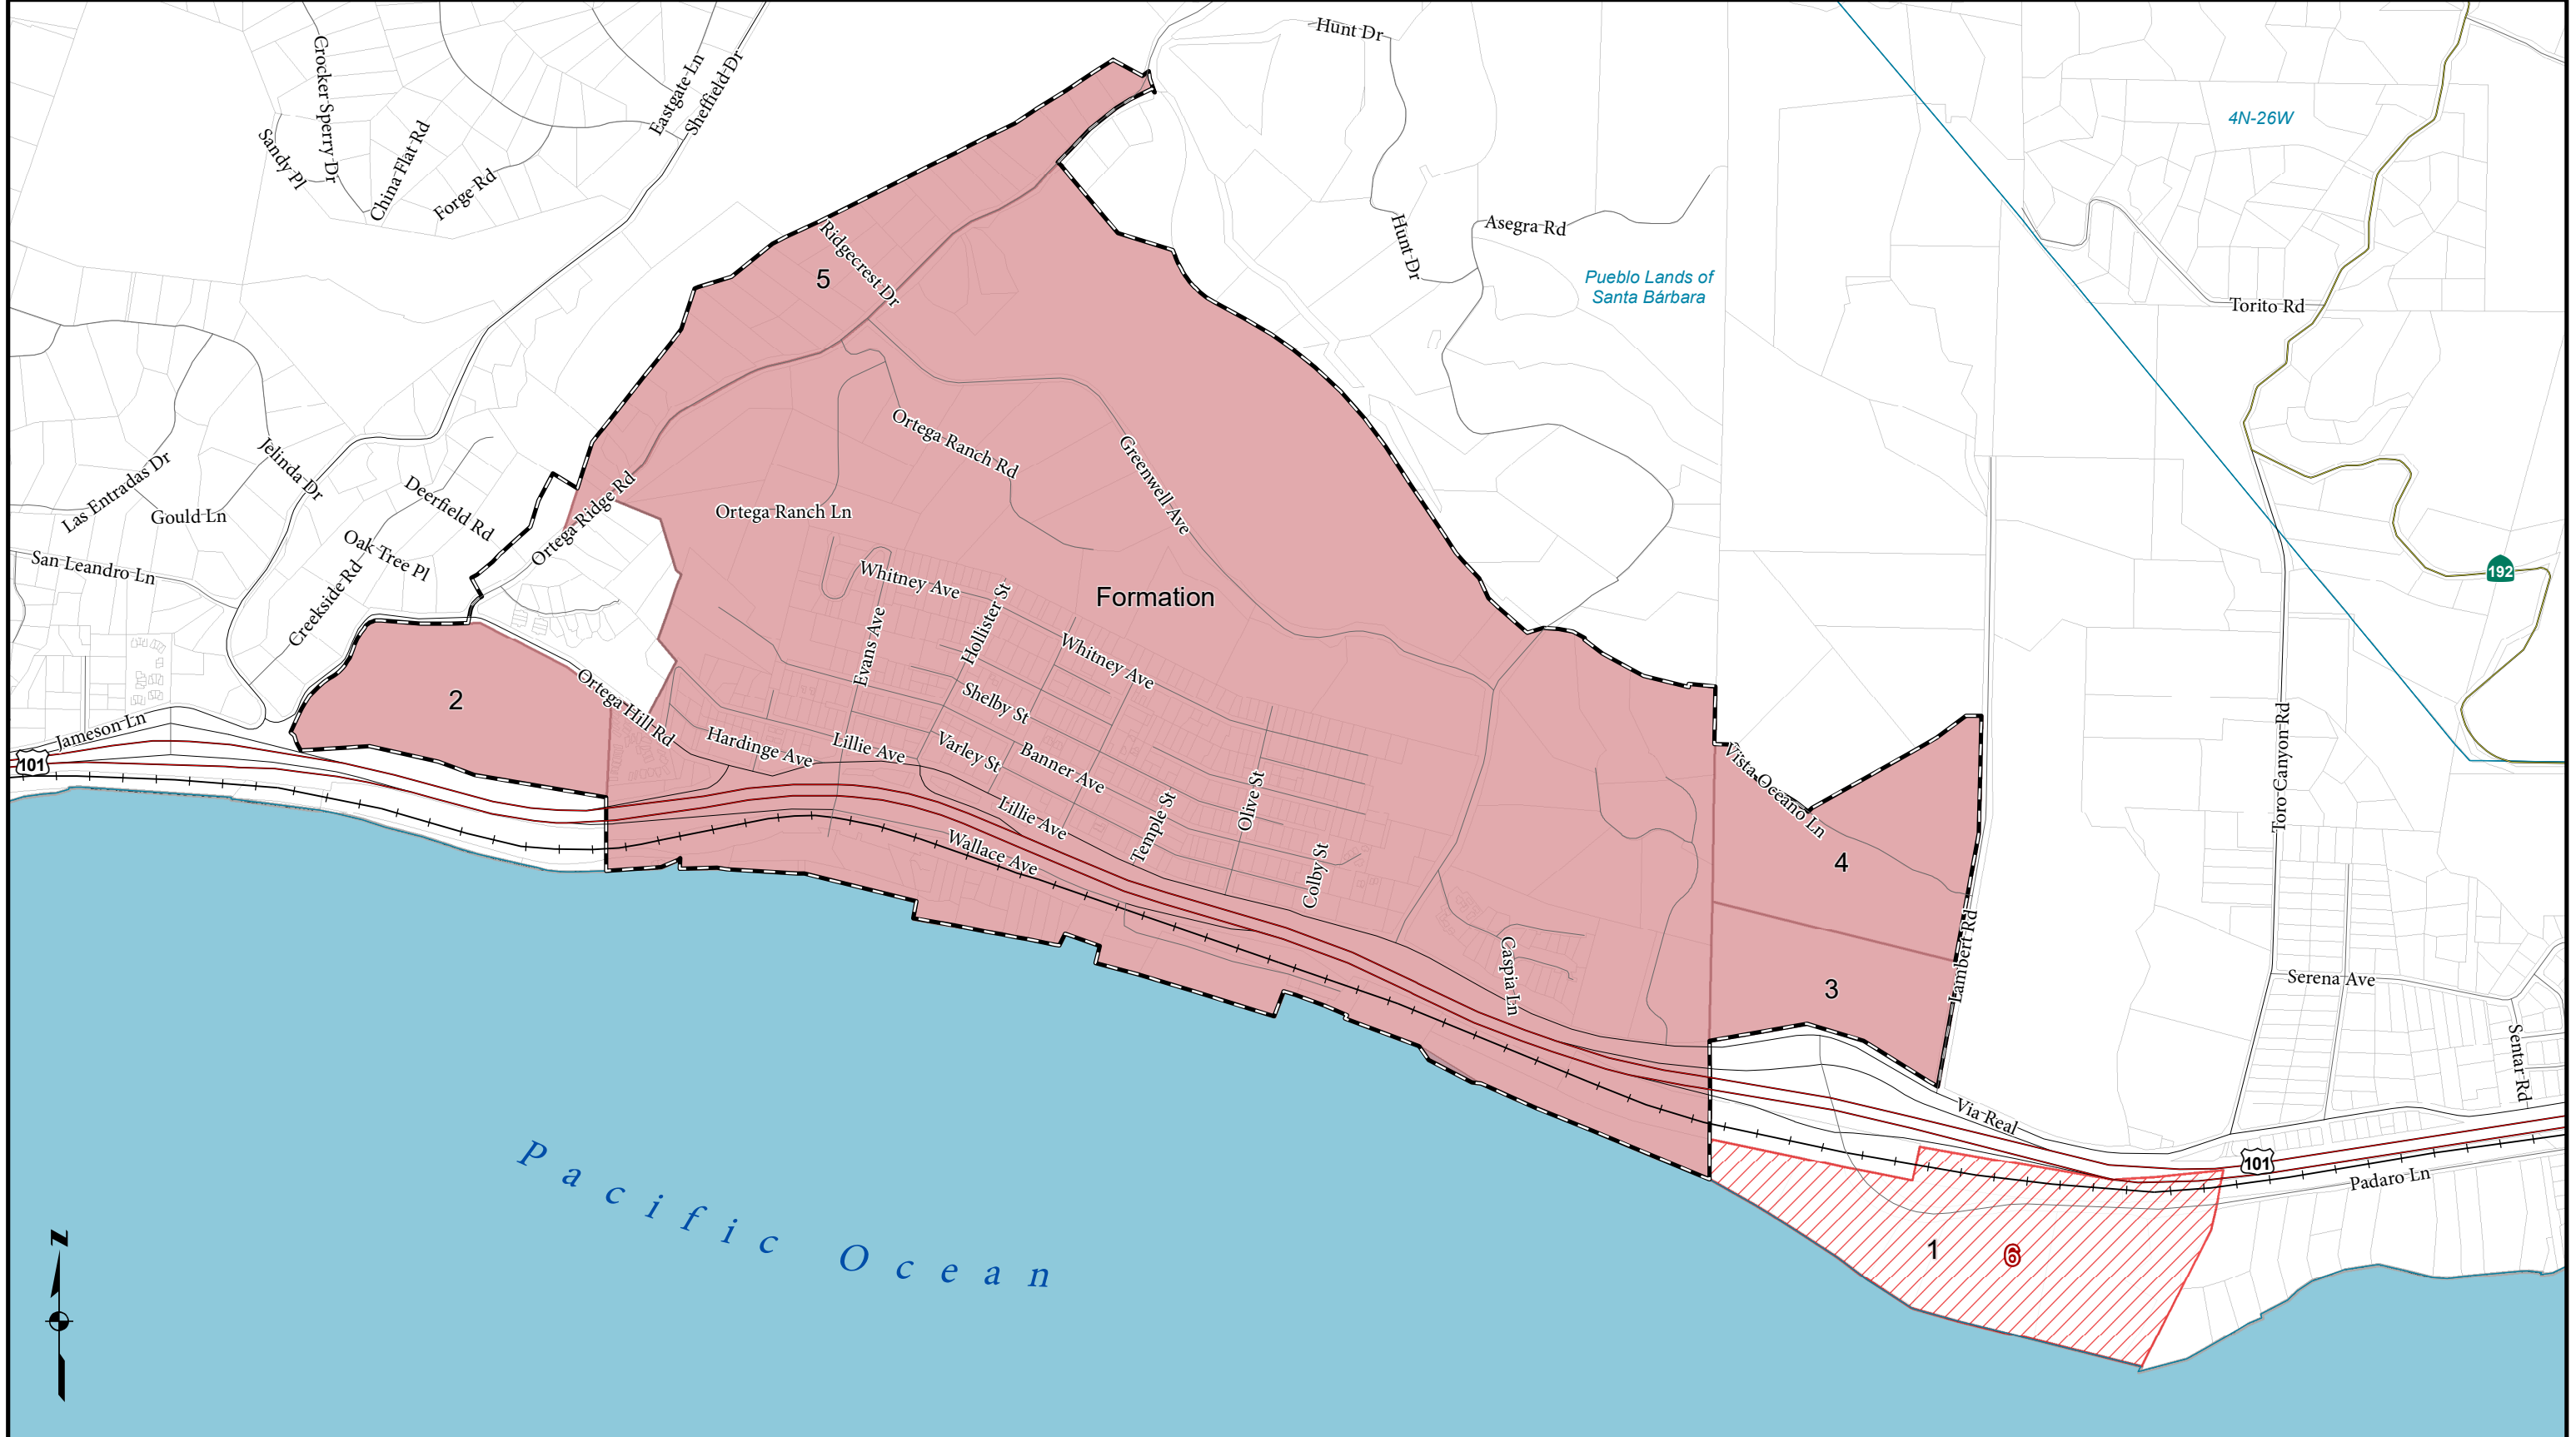 Hunt Dr
Crocker Sperry Dr
Eastgate Ln
Sheffield Dr
Sandy Pl
China Flat Rd
Forge Rd
4N-26W
Hunt Dr
Asegra Rd
Ridgecrest Dr
5
Pueblo Lands of
Santa Bárbara
Torito Rd
Las Entradas Dr
Gould Ln
Jelinda Dr
Deerfield Rd
Ortega Ranch Rd
Greenwell Ave
Ortega Ranch Ln
Ortega Ridge Rd
San Leandro Ln
Oak Tree Pl
Creekside Rd
192
Whitney Ave
Formation
Evans Ave
Hollister St
Whitney Ave
2
Ortega Hill Rd
Shelby St
Jameson Ln
101
Hardinge Ave
Lillie Ave
Varley St
Banner Ave
Vista Oceano Ln
Toro Canyon Rd
Olive St
Temple St
Lillie Ave
Wallace Ave
Colby St
4
Caspia Ln
3
Lambert Rd
Serena Ave
Sentar Rd
Via Real
101
Padaro Ln
1
6
Pacific Ocean
N